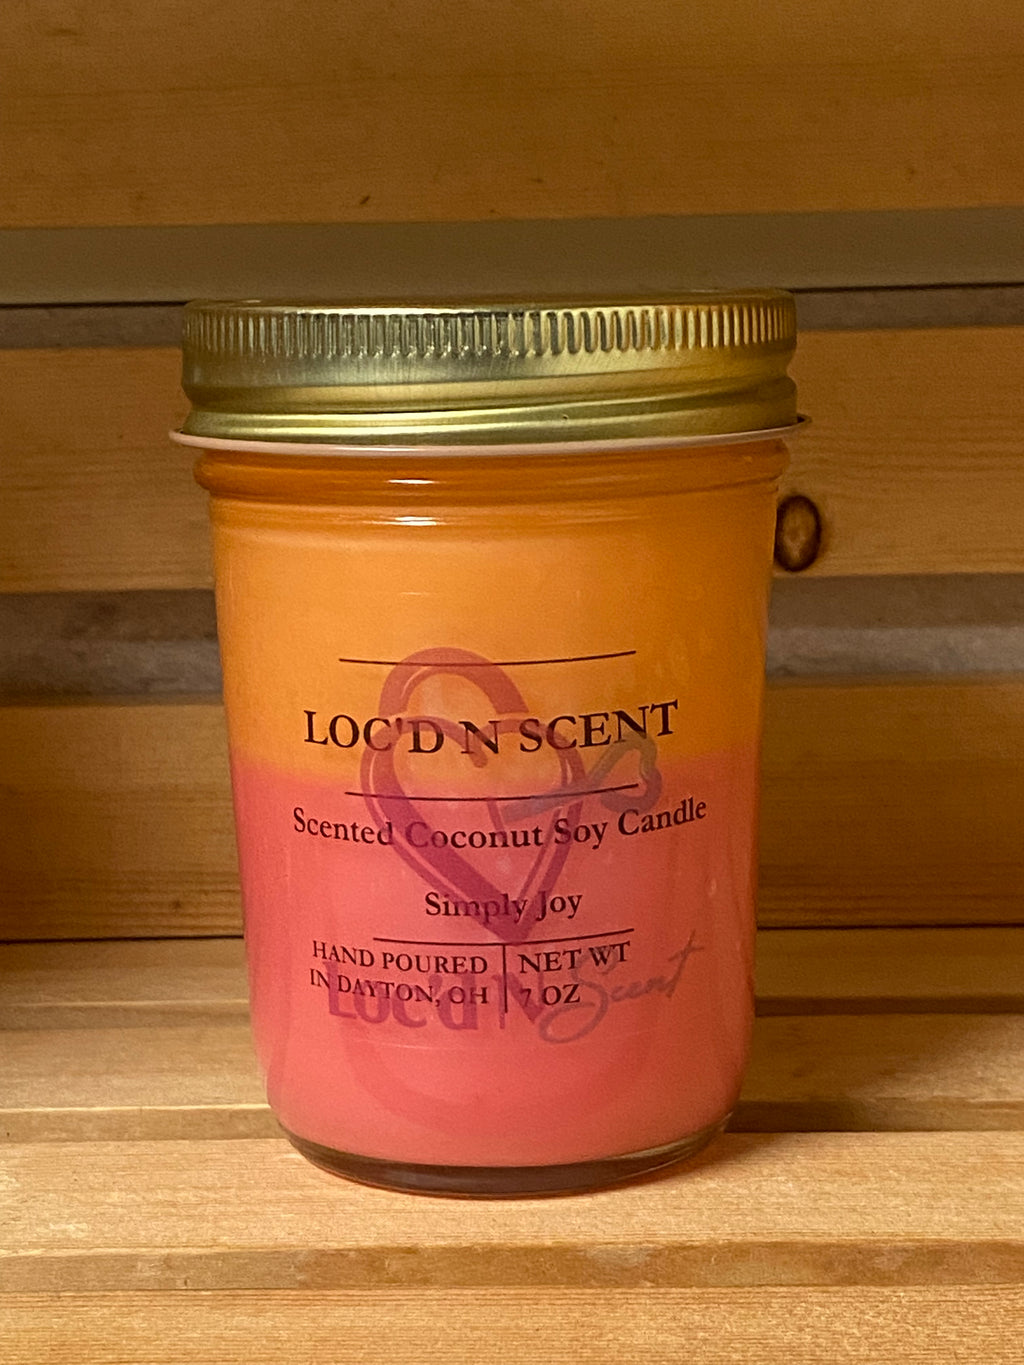 LOC'D N SCENT
Scented Coconut Soy Candle
Simply Joy
HAND POURED
IN DAYTON, OH
NET WT
7 OZ
Loc'd N Scent